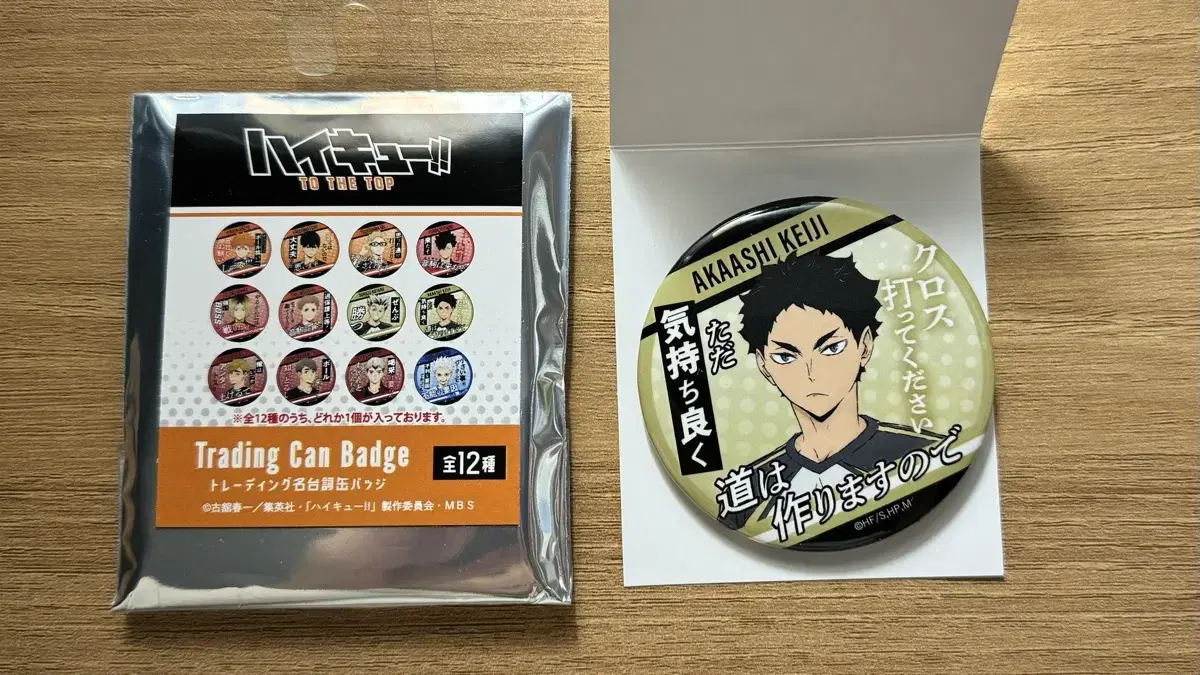 ハイキュー!!
TO THE TOP
※全12種のうち、どれか1個が入っております。
Trading Can Badge
全12種
トレーディング名台詞缶バッジ
©古舘春一／集英社・「ハイキュー!!」製作委員会・MBS
AKAASHI KEIJI
クロス
打ってください
ただ
気持ち良く
道は
作りますので
©HF/S,HP,M